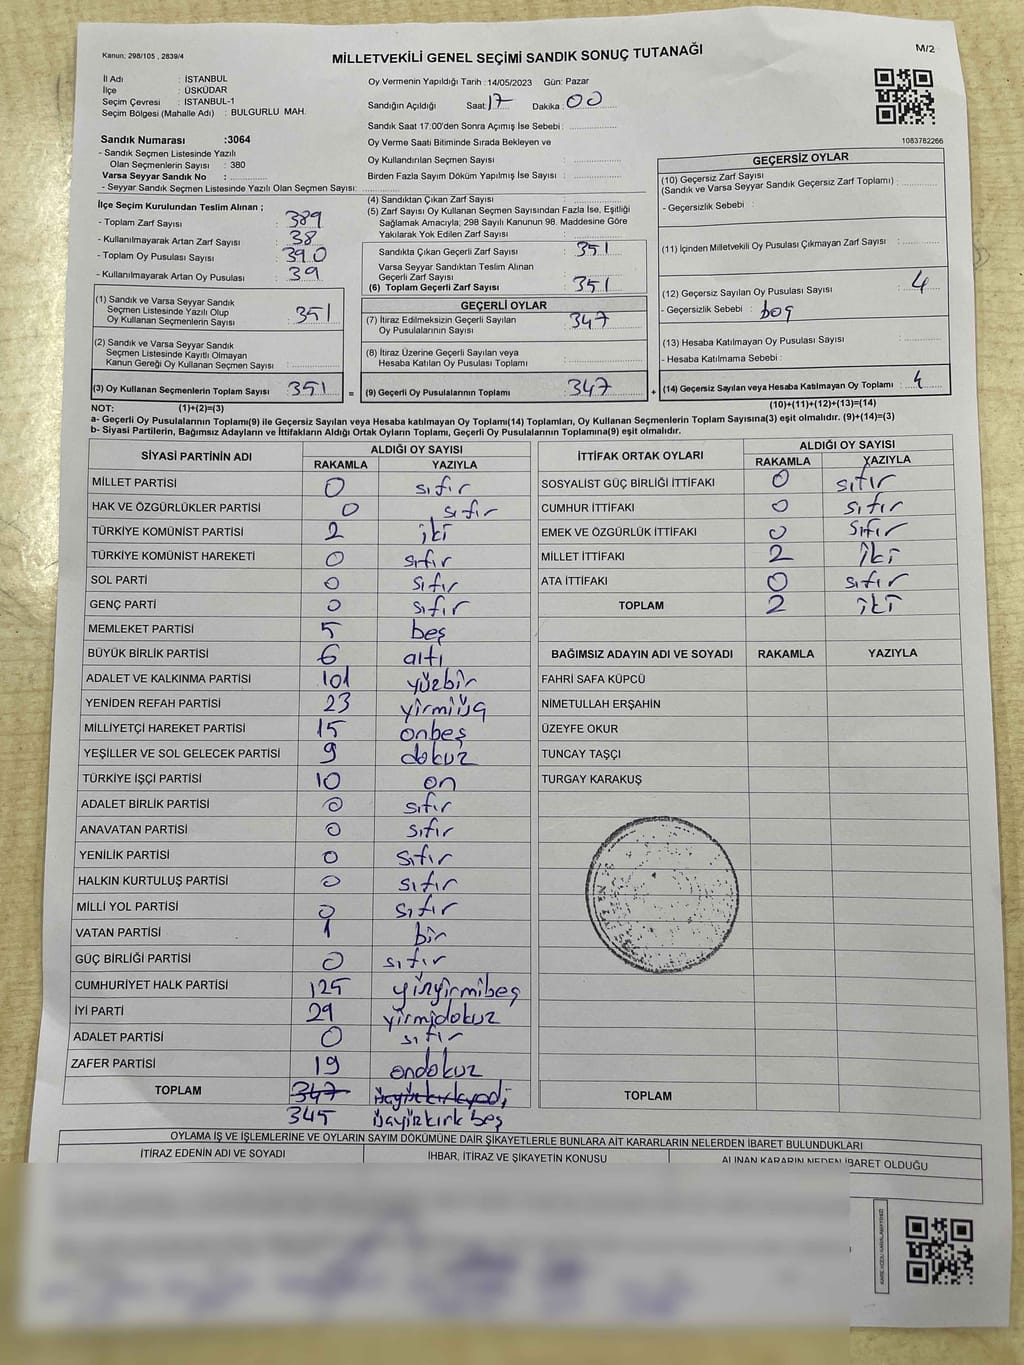 Kanun; 298/105 , 2839/4
MİLLETVEKİLİ GENEL SEÇİMİ SANDIK SONUÇ TUTANAĞI
M/2
İl Adı : İSTANBUL
İlçe : ÜSKÜDAR
Seçim Çevresi : İSTANBUL-1
Seçim Bölgesi (Mahalle Adı) : BULGURLU MAH.
Oy Vermenin Yapıldığı Tarih : 14/05/2023 Gün: Pazar
Sandığın Açıldığı Saat: 17 Dakika : 00
Sandık Saat 17:00'den Sonra Açımış İse Sebebi :
Oy Verme Saati Bitiminde Sırada Bekleyen ve
Oy Kullandırılan Seçmen Sayısı :
Birden Fazla Sayım Döküm Yapılmış İse Sayısı :
1083782266
Sandık Numarası :3064
- Sandık Seçmen Listesinde Yazılı
Olan Seçmenlerin Sayısı : 380
Varsa Seyyar Sandık No :
- Seyyar Sandık Seçmen Listesinde Yazılı Olan Seçmen Sayısı:
İlçe Seçim Kurulundan Teslim Alınan ;
- Toplam Zarf Sayısı : 389
- Kullanılmayarak Artan Zarf Sayısı : 38
- Toplam Oy Pusulası Sayısı : 390
- Kullanılmayarak Artan Oy Pusulası : 39
(1) Sandık ve Varsa Seyyar Sandık
Seçmen Listesinde Yazılı Olup
Oy Kullanan Seçmenlerin Sayısı : 351
(2) Sandık ve Varsa Seyyar Sandık
Seçmen Listesinde Kayıtlı Olmayan
Kanun Gereği Oy Kullanan Seçmen Sayısı :
(3) Oy Kullanan Seçmenlerin Toplam Sayısı : 351
(4) Sandıktan Çıkan Zarf Sayısı :
(5) Zarf Sayısı Oy Kullanan Seçmen Sayısından Fazla İse, Eşitliği
Sağlamak Amacıyla; 298 Sayılı Kanunun 98. Maddesine Göre
Yakılarak Yok Edilen Zarf Sayısı :
Sandıkta Çıkan Geçerli Zarf Sayısı : 351
Varsa Seyyar Sandıktan Teslim Alınan
Geçerli Zarf Sayısı :
(6) Toplam Geçerli Zarf Sayısı : 351
GEÇERLİ OYLAR
(7) İtiraz Edilmeksizin Geçerli Sayılan
Oy Pusulalarının Sayısı : 347
(8) İtiraz Üzerine Geçerli Sayılan veya
Hesaba Katılan Oy Pusulası Toplamı :
= (9) Geçerli Oy Pusulalarının Toplamı : 347 +
GEÇERSİZ OYLAR
(10) Geçersiz Zarf Sayısı
(Sandık ve Varsa Seyyar Sandık Geçersiz Zarf Toplamı) :
- Geçersizlik Sebebi :
(11) İçinden Milletvekili Oy Pusulası Çıkmayan Zarf Sayısı :
(12) Geçersiz Sayılan Oy Pusulası Sayısı : 4
- Geçersizlik Sebebi : boş
(13) Hesaba Katılmayan Oy Pusulası Sayısı :
- Hesaba Katılmama Sebebi :
(14) Geçersiz Sayılan veya Hesaba Katılmayan Oy Toplamı : 4
NOT: (1)+(2)=(3)
(10)+(11)+(12)+(13)=(14)
a- Geçerli Oy Pusulalarının Toplamı(9) ile Geçersiz Sayılan veya Hesaba katılmayan Oy Toplamı(14) Toplamları, Oy Kullanan Seçmenlerin Toplam Sayısına(3) eşit olmalıdır. (9)+(14)=(3)
b- Siyasi Partilerin, Bağımsız Adayların ve İttifakların Aldığı Ortak Oyların Toplamı, Geçerli Oy Pusulalarının Toplamına(9) eşit olmalıdır.
SİYASİ PARTİNİN ADI ALDIĞI OY SAYISI
RAKAMLA YAZIYLA
MİLLET PARTİSİ 0 sıfır
HAK VE ÖZGÜRLÜKLER PARTİSİ 0 sıfır
TÜRKİYE KOMÜNİST PARTİSİ 2 iki
TÜRKİYE KOMÜNİST HAREKETİ 0 sıfır
SOL PARTİ 0 sıfır
GENÇ PARTİ 0 sıfır
MEMLEKET PARTİSİ 5 beş
BÜYÜK BİRLİK PARTİSİ 6 altı
ADALET VE KALKINMA PARTİSİ 101 yüzbir
YENİDEN REFAH PARTİSİ 23 yirmiüç
MİLLİYETÇİ HAREKET PARTİSİ 15 onbeş
YEŞİLLER VE SOL GELECEK PARTİSİ 9 dokuz
TÜRKİYE İŞÇİ PARTİSİ 10 on
ADALET BİRLİK PARTİSİ 0 sıfır
ANAVATAN PARTİSİ 0 sıfır
YENİLİK PARTİSİ 0 sıfır
HALKIN KURTULUŞ PARTİSİ 0 sıfır
MİLLİ YOL PARTİSİ 0 sıfır
VATAN PARTİSİ 1 bir
GÜÇ BİRLİĞİ PARTİSİ 0 sıfır
CUMHURİYET HALK PARTİSİ 125 yüzyirmibeş
İYİ PARTİ 29 yirmidokuz
ADALET PARTİSİ 0 sıfır
ZAFER PARTİSİ 19 ondokuz
TOPLAM 347 üçyüzkırkyedi
345 üçyüzkırkbeş
İTTİFAK ORTAK OYLARI ALDIĞI OY SAYISI
RAKAMLA YAZIYLA
SOSYALİST GÜÇ BİRLİĞİ İTTİFAKI 0 sıfır
CUMHUR İTTİFAKI 0 sıfır
EMEK VE ÖZGÜRLÜK İTTİFAKI 0 sıfır
MİLLET İTTİFAKI 2 iki
ATA İTTİFAKI 0 sıfır
TOPLAM 2 iki
BAĞIMSIZ ADAYIN ADI VE SOYADI RAKAMLA YAZIYLA
FAHRİ SAFA KÜPCÜ
NİMETULLAH ERŞAHİN
ÜZEYFE OKUR
TUNCAY TAŞÇI
TURGAY KARAKUŞ
TOPLAM
OYLAMA İŞ VE İŞLEMLERİNE VE OYLARIN SAYIM DÖKÜMÜNE DAİR ŞİKAYETLERLE BUNLARA AİT KARARLARIN NELERDEN İBARET BULUNDUKLARI
İTİRAZ EDENİN ADI VE SOYADI İHBAR, İTİRAZ VE ŞİKAYETİN KONUSU ALINAN KARARIN NEDEN İBARET OLDUĞU